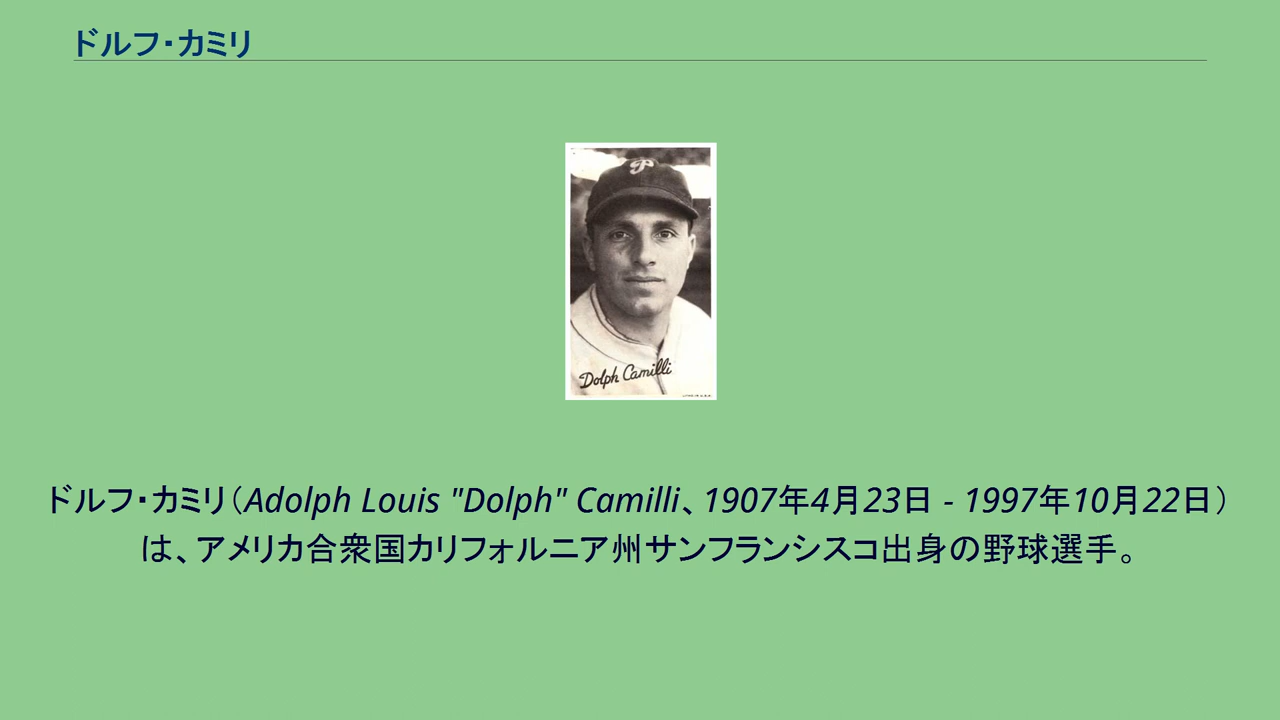 ドルフ・カミリ
Dolph Camilli
ドルフ・カミリ（Adolph Louis "Dolph" Camilli、1907年4月23日 - 1997年10月22日）
は、アメリカ合衆国カリフォルニア州サンフランシスコ出身の野球選手。